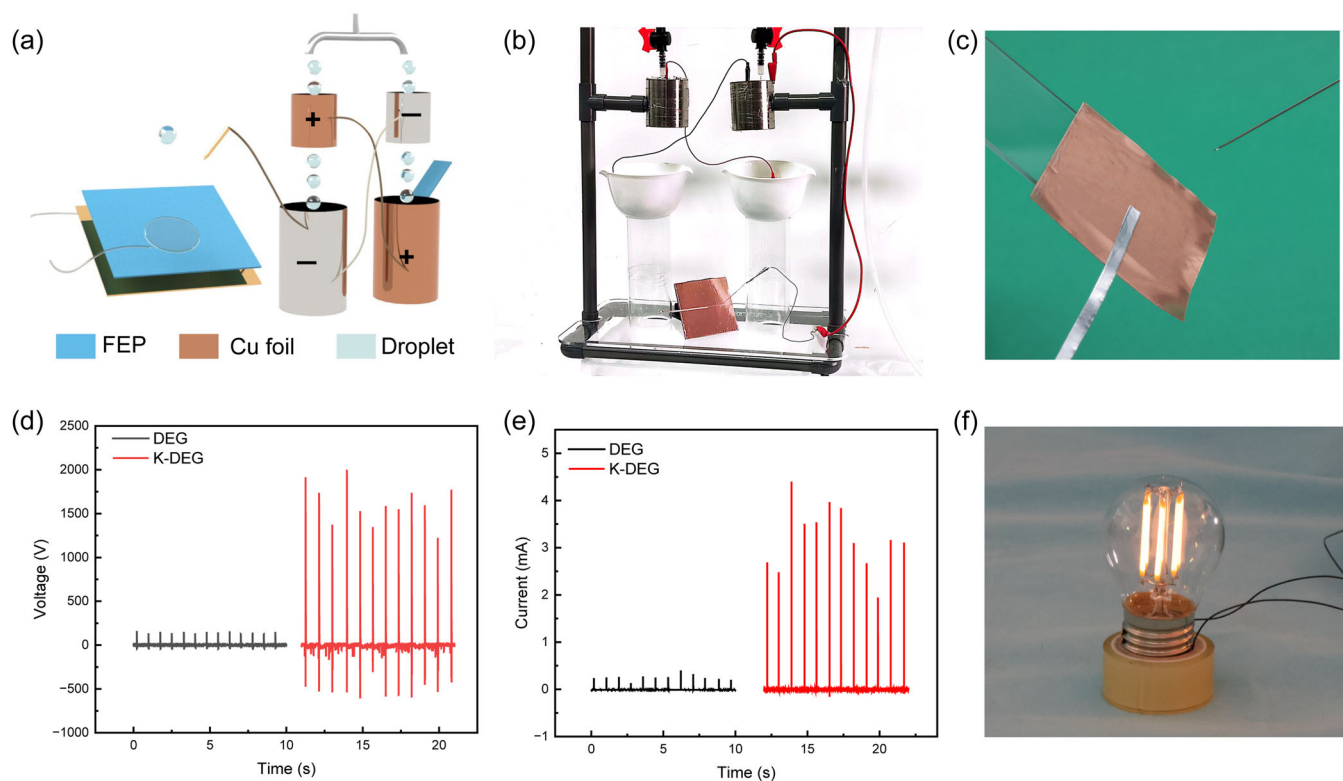 (a)
+
−
−
+
FEP
Cu foil
Droplet
(b)
(c)
(d)
DEG
K-DEG
2500
2000
1500
1000
500
0
−500
−1000
Voltage (V)
0
5
10
15
20
Time (s)
(e)
DEG
K-DEG
5
4
3
2
1
0
−1
Current (mA)
0
5
10
15
20
Time (s)
(f)